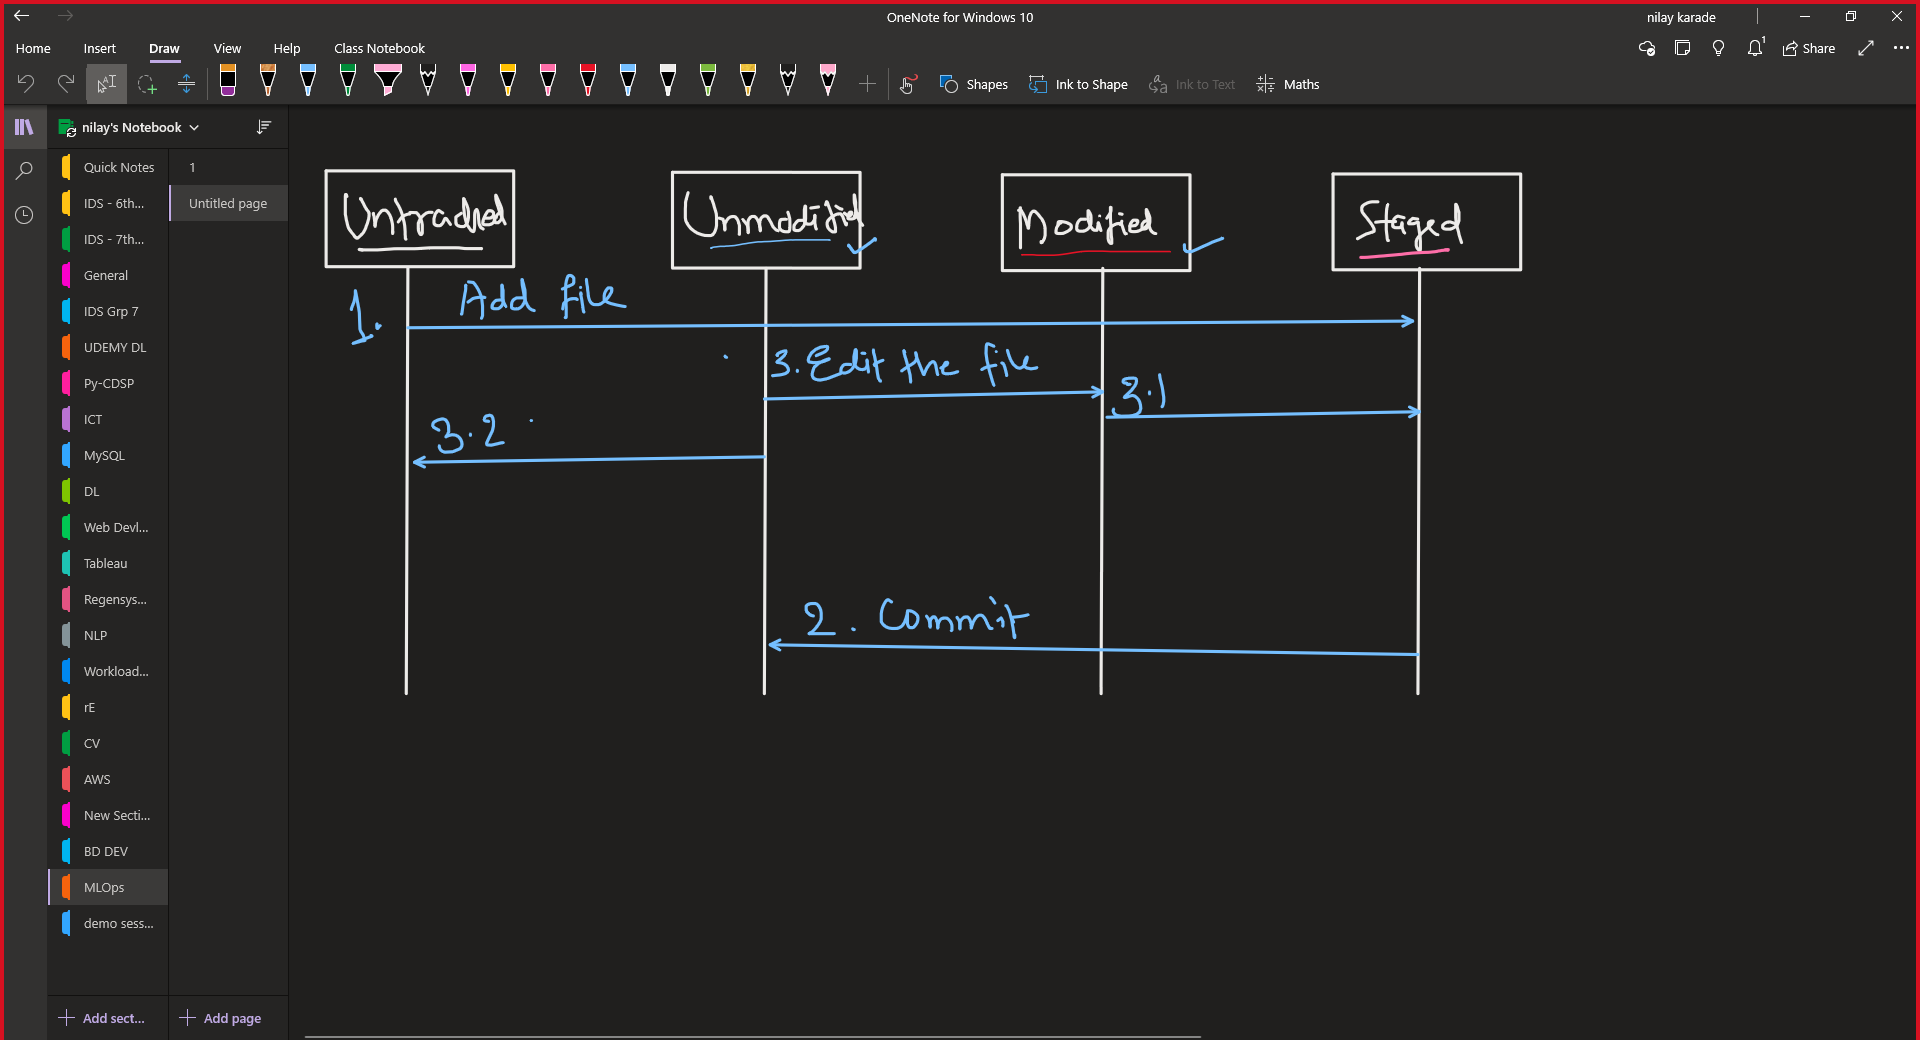 OneNote for Windows 10
nilay karade
Home Insert Draw View Help Class Notebook
1
Share
Shapes
Ink to Shape
Ink to Text
Maths
nilay's Notebook
Quick Notes
IDS - 6th...
IDS - 7th...
General
IDS Grp 7
UDEMY DL
Py-CDSP
ICT
MySQL
DL
Web Devl...
Tableau
Regensys...
NLP
Workload...
rE
CV
AWS
New Secti...
BD DEV
MLOps
demo sess...
Add sect...
1
Untitled page
Add page
Untracked
Unmodified
Modified
Staged
1. Add file
3. Edit the file
3.1
3.2
2. Commit